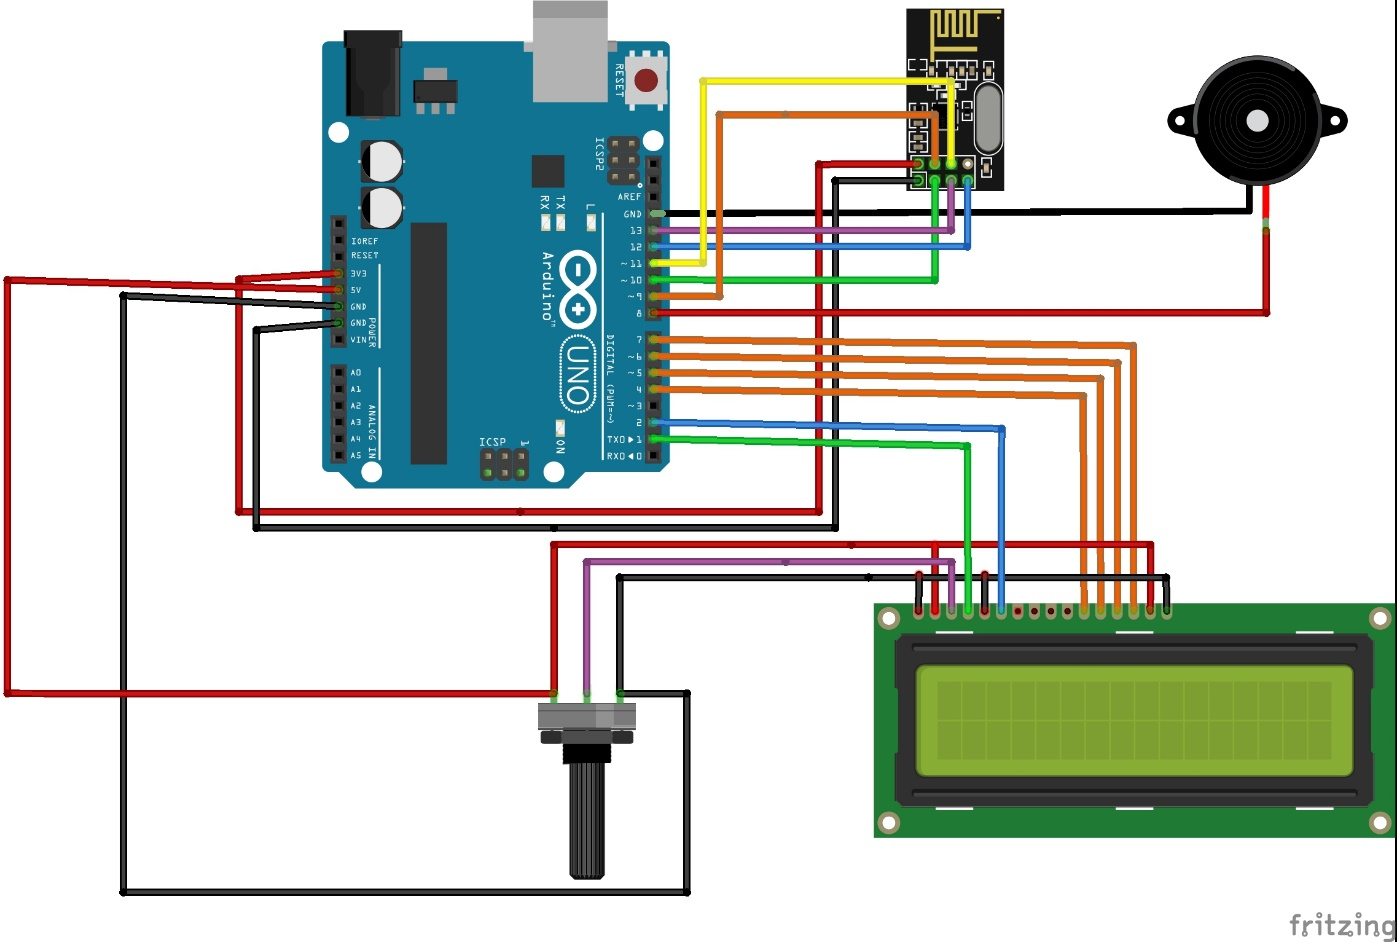 RESET
ICSP2
AREF
GND
13
12
~11
~10
~9
8
7
~6
~5
4
~3
2
TXO▶1
RXO◀0
DIGITAL (PWM=~)
L
TX
RX
Arduino™
UNO
ON
ICSP
1
IOREF
RESET
3V3
5V
GND
GND
VIN
POWER
A0
A1
A2
A3
A4
A5
ANALOG IN
fritzing